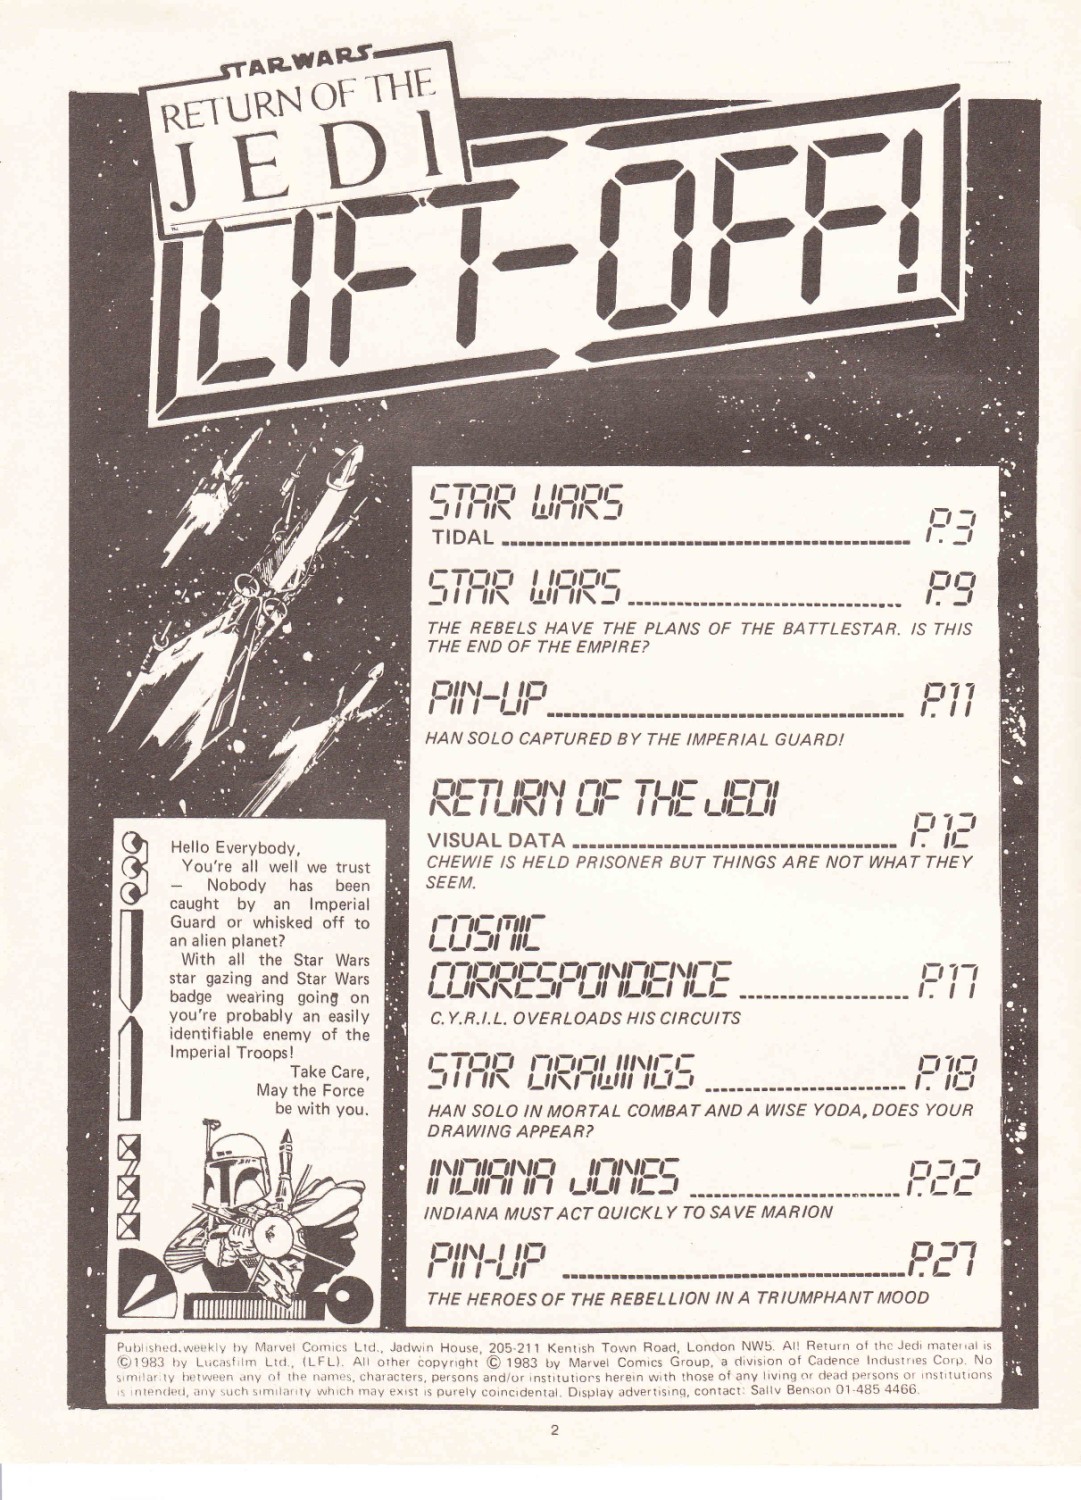 STAR WARS
RETURN OF THE
JEDI
LIFT-OFF!
STAR WARS
TIDAL P.3
STAR WARS P.9
THE REBELS HAVE THE PLANS OF THE BATTLESTAR. IS THIS
THE END OF THE EMPIRE?
PIN-UP P.11
HAN SOLO CAPTURED BY THE IMPERIAL GUARD!
RETURN OF THE JEDI
VISUAL DATA P.12
CHEWIE IS HELD PRISONER BUT THINGS ARE NOT WHAT THEY
SEEM.
COSMIC
CORRESPONDENCE P.17
C.Y.R.I.L. OVERLOADS HIS CIRCUITS
STAR DRAWINGS P.18
HAN SOLO IN MORTAL COMBAT AND A WISE YODA, DOES YOUR
DRAWING APPEAR?
INDIANA JONES P.22
INDIANA MUST ACT QUICKLY TO SAVE MARION
PIN-UP P.27
THE HEROES OF THE REBELLION IN A TRIUMPHANT MOOD
Hello Everybody,
You're all well we trust
— Nobody has been
caught by an Imperial
Guard or whisked off to
an alien planet?
With all the Star Wars
star gazing and Star Wars
badge wearing going on
you're probably an easily
identifiable enemy of the
Imperial Troops!
Take Care,
May the Force
be with you.
Published weekly by Marvel Comics Ltd., Jadwin House, 205-211 Kentish Town Road, London NW5. All Return of the Jedi material is
©1983 by Lucasfilm Ltd., (LFL). All other copyright © 1983 by Marvel Comics Group, a division of Cadence Industries Corp. No
similarity between any of the names, characters, persons and/or institutions herein with those of any living or dead persons or institutions
is intended, any such similarity which may exist is purely coincidental. Display advertising, contact: Sally Benson 01-485 4466.
2